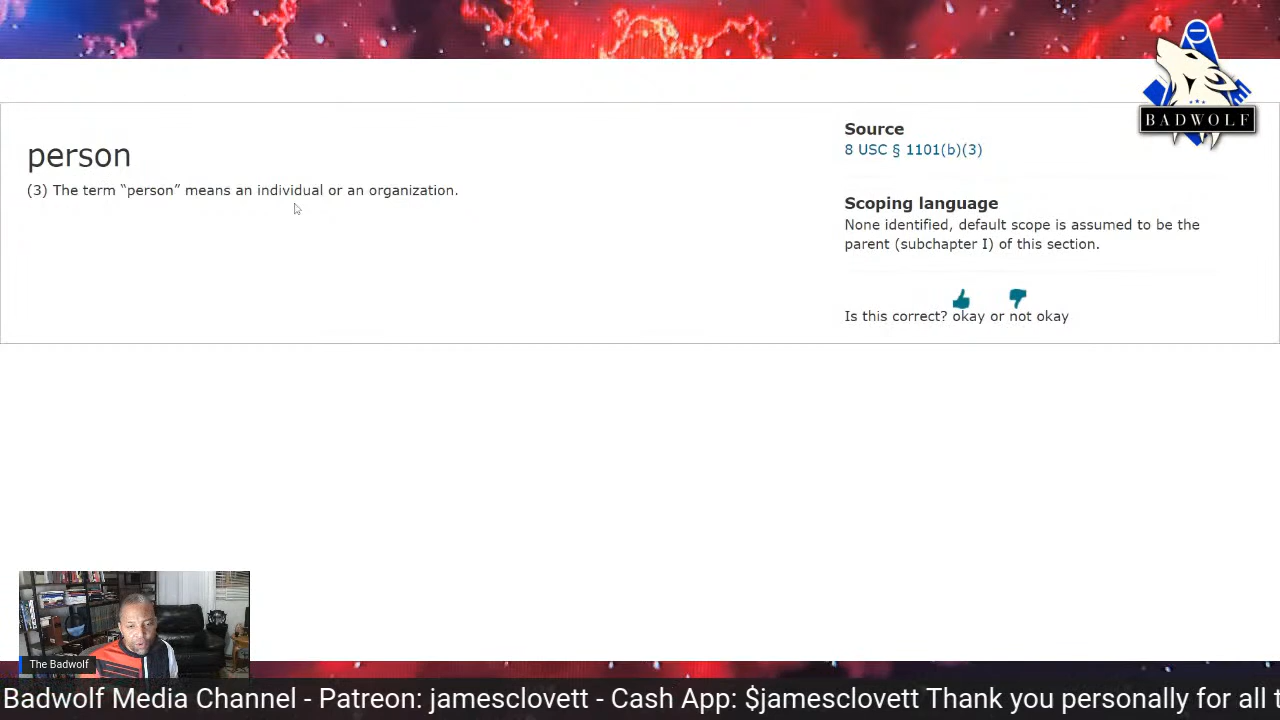 BADWOLF
person
(3) The term “person” means an individual or an organization.
Source
8 USC § 1101(b)(3)
Scoping language
None identified, default scope is assumed to be the
parent (subchapter I) of this section.
Is this correct? okay or not okay
The Badwolf
Badwolf Media Channel - Patreon: jamesclovett - Cash App: $jamesclovett Thank you personally for all